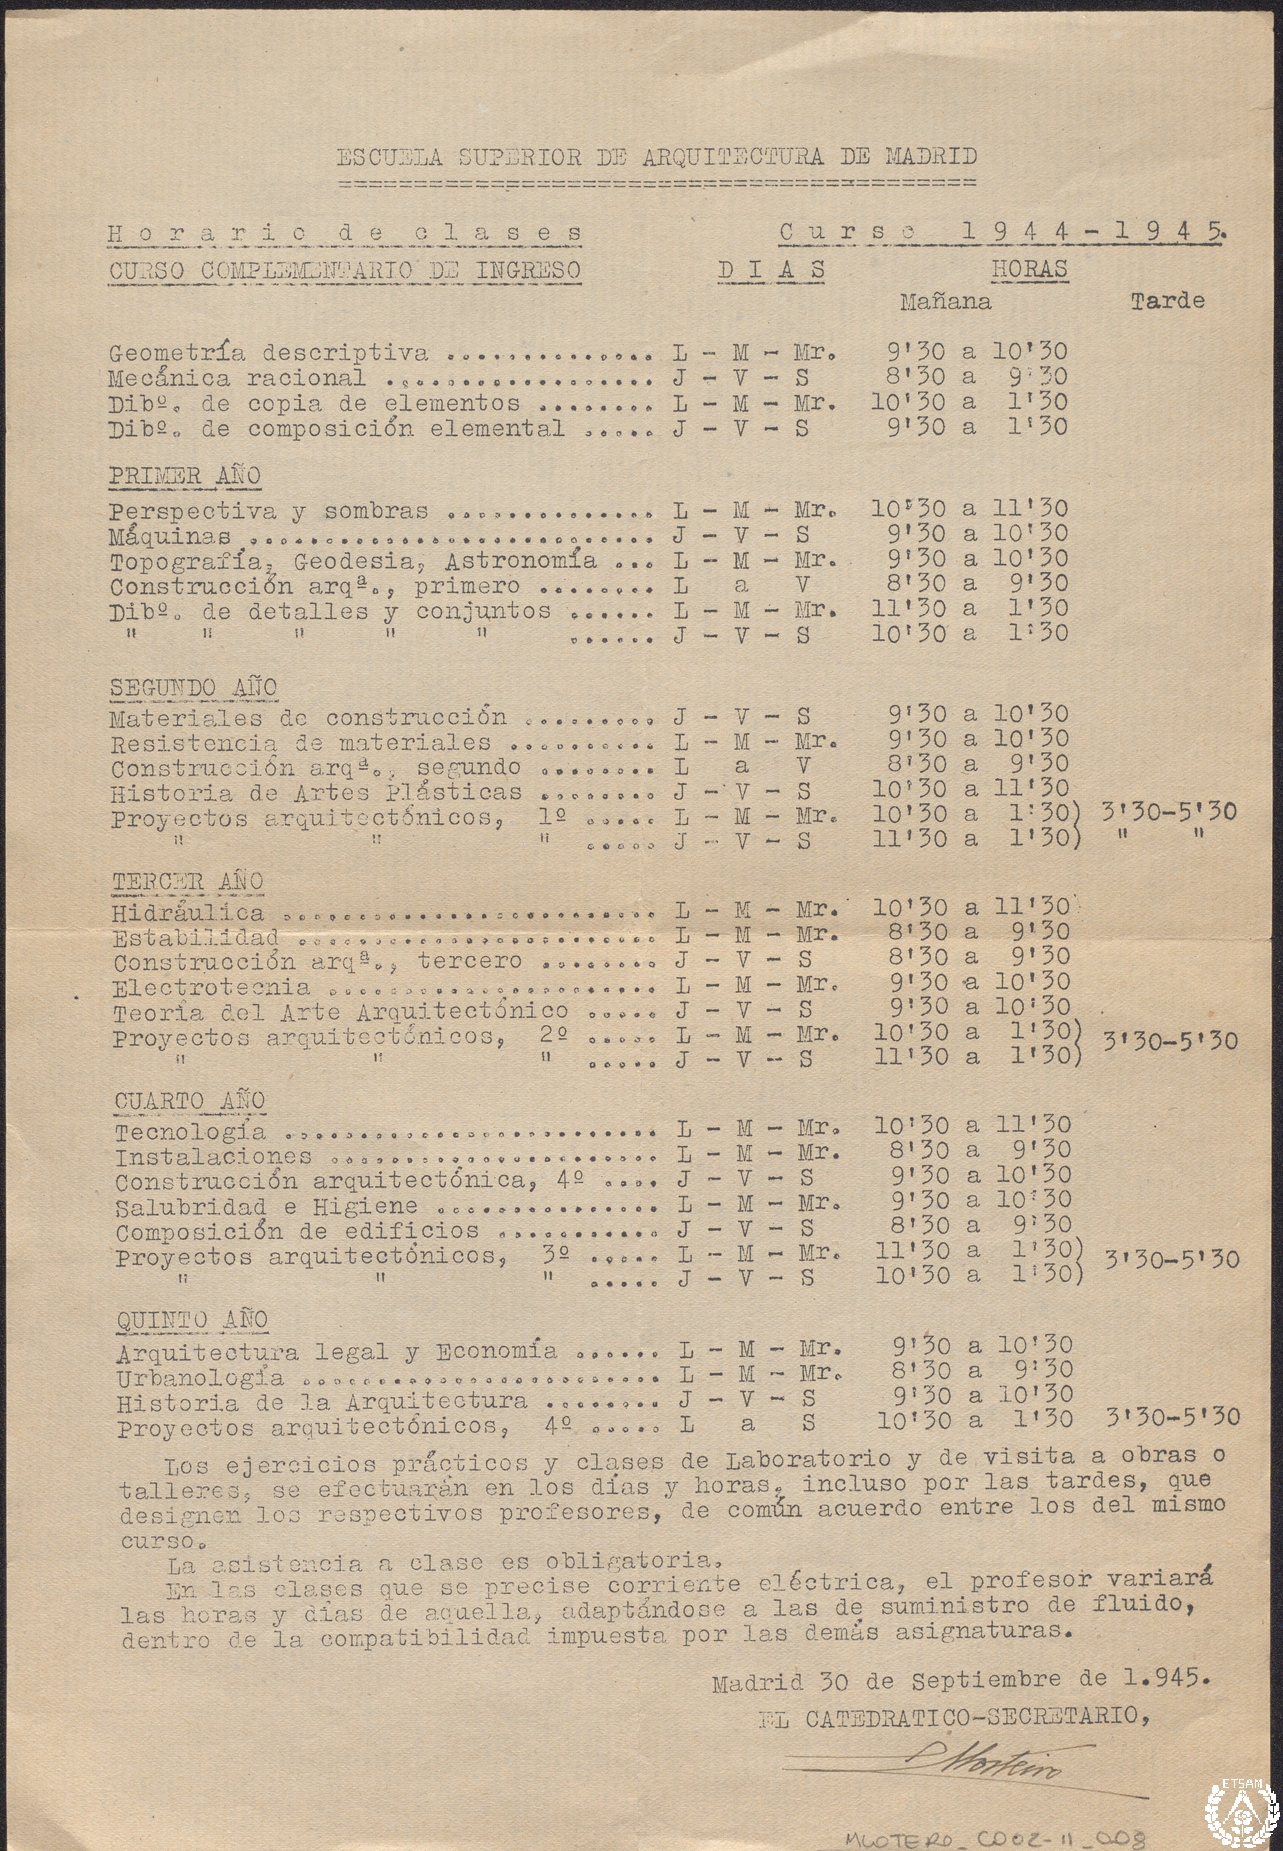 ESCUELA SUPERIOR DE ARQUITECTURA DE MADRID
==========================================
Horario de clases Curso 1944-1945.
CURSO COMPLEMENTARIO DE INGRESO DIAS HORAS
Mañana Tarde
Geometría descriptiva .............. L - M - Mr. 9'30 a 10'30
Mecánica racional .................. J - V - S 8'30 a 9'30
Dibº. de copia de elementos ........ L - M - Mr. 10'30 a 1'30
Dibº. de composición elemental ..... J - V - S 9'30 a 1'30
PRIMER AÑO
Perspectiva y sombras .............. L - M - Mr. 10'30 a 11'30
Máquinas ........................... J - V - S 9'30 a 10'30
Topografía, Geodesia, Astronomía ... L - M - Mr. 9'30 a 10'30
Construcción arqª., primero ........ L a V 8'30 a 9'30
Dibº. de detalles y conjuntos ...... L - M - Mr. 11'30 a 1'30
" " " " " ...... J - V - S 10'30 a 1'30
SEGUNDO AÑO
Materiales de construcción ......... J - V - S 9'30 a 10'30
Resistencia de materiales .......... L - M - Mr. 9'30 a 10'30
Construcción arqª., segundo ........ L a V 8'30 a 9'30
Historia de Artes Plásticas ........ J - V - S 10'30 a 11'30
Proyectos arquitectónicos, 1º ..... L - M - Mr. 10'30 a 1'30) 3'30-5'30
" " " ..... J - V - S 11'30 a 1'30) " "
TERCER AÑO
Hidráulica ......................... L - M - Mr. 10'30 a 11'30
Estabilidad ........................ L - M - Mr. 8'30 a 9'30
Construcción arqª., tercero ........ J - V - S 8'30 a 9'30
Electrotecnia ...................... L - M - Mr. 9'30 a 10'30
Teoría del Arte Arquitectónico ..... J - V - S 9'30 a 10'30
Proyectos arquitectónicos, 2º ..... L - M - Mr. 10'30 a 1'30) 3'30-5'30
" " " ..... J - V - S 11'30 a 1'30)
CUARTO AÑO
Tecnología ......................... L - M - Mr. 10'30 a 11'30
Instalaciones ...................... L - M - Mr. 8'30 a 9'30
Construcción arquitectónica, 4º .... J - V - S 9'30 a 10'30
Salubridad e Higiene ............... L - M - Mr. 9'30 a 10'30
Composición de edificios ........... J - V - S 8'30 a 9'30
Proyectos arquitectónicos, 3º ..... L - M - Mr. 11'30 a 1'30) 3'30-5'30
" " " ..... J - V - S 10'30 a 1'30)
QUINTO AÑO
Arquitectura legal y Economía ...... L - M - Mr. 9'30 a 10'30
Urbanología ........................ L - M - Mr. 8'30 a 9'30
Historia de la Arquitectura ........ J - V - S 9'30 a 10'30
Proyectos arquitectónicos, 4º ..... L a S 10'30 a 1'30 3'30-5'30
Los ejercicios prácticos y clases de Laboratorio y de visita a obras o
talleres, se efectuarán en los días y horas, incluso por las tardes, que
designen los respectivos profesores, de común acuerdo entre los del mismo
curso.
La asistencia a clase es obligatoria.
En las clases que se precise corriente eléctrica, el profesor variará
las horas y días de aquella, adaptándose a las de suministro de fluido,
dentro de la compatibilidad impuesta por las demás asignaturas.
Madrid 30 de Septiembre de 1.945.
EL CATEDRATICO-SECRETARIO,
Mosteiro
ETSAM
MLOTERO_C002-11_008